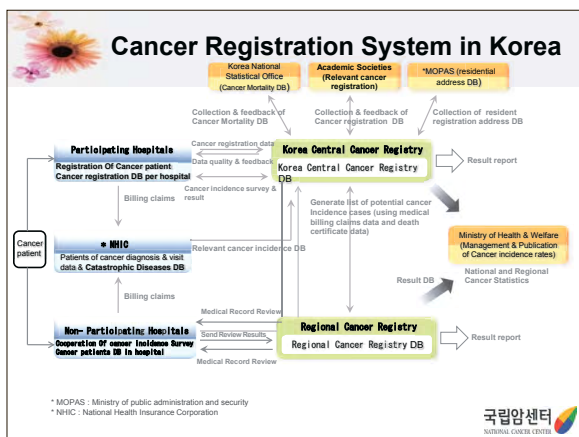 Cancer Registration System in Korea
Korea National
Statistical Office
(Cancer Mortality DB)
Academic Societies
(Relevant cancer
registration)
*MOPAS (residential
address DB)
Collection & feedback of
Cancer Mortality DB
Collection & feedback of
Cancer registration DB
Collection of resident
registration address DB
Participating Hospitals
Registration Of Cancer patient
Cancer registration DB per hospital
Cancer registration data
Data quality & feedback
Cancer incidence survey &
result
Korea Central Cancer Registry
Korea Central Cancer Registry
DB
Result report
Billing claims
Cancer
patient
* NHIC
Patients of cancer diagnosis & visit
data & Catastrophic Diseases DB
Relevant cancer incidence DB
Generate list of potential cancer
Incidence cases (using medical
billing claims data and death
certificate data)
Ministry of Health & Welfare
(Management & Publication
of Cancer incidence rates)
Result DB
National and Regional
Cancer Statistics
Billing claims
Medical Record Review
Non- Participating Hospitals
Cooperation Of cancer Incidence Survey
Cancer patients DB in hospital
Send Review Results
Medical Record Review
Regional Cancer Registry
Regional Cancer Registry DB
Result report
* MOPAS : Ministry of public administration and security
* NHIC : National Health Insurance Corporation
국립암센터
NATIONAL CANCER CENTER